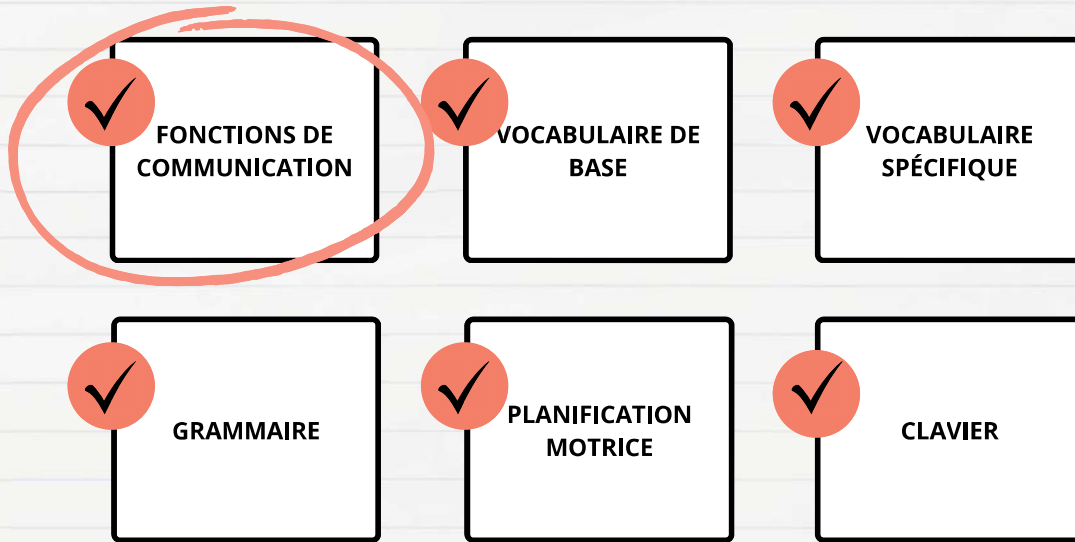 FONCTIONS DE
COMMUNICATION
VOCABULAIRE DE
BASE
VOCABULAIRE
SPÉCIFIQUE
GRAMMAIRE
PLANIFICATION
MOTRICE
CLAVIER